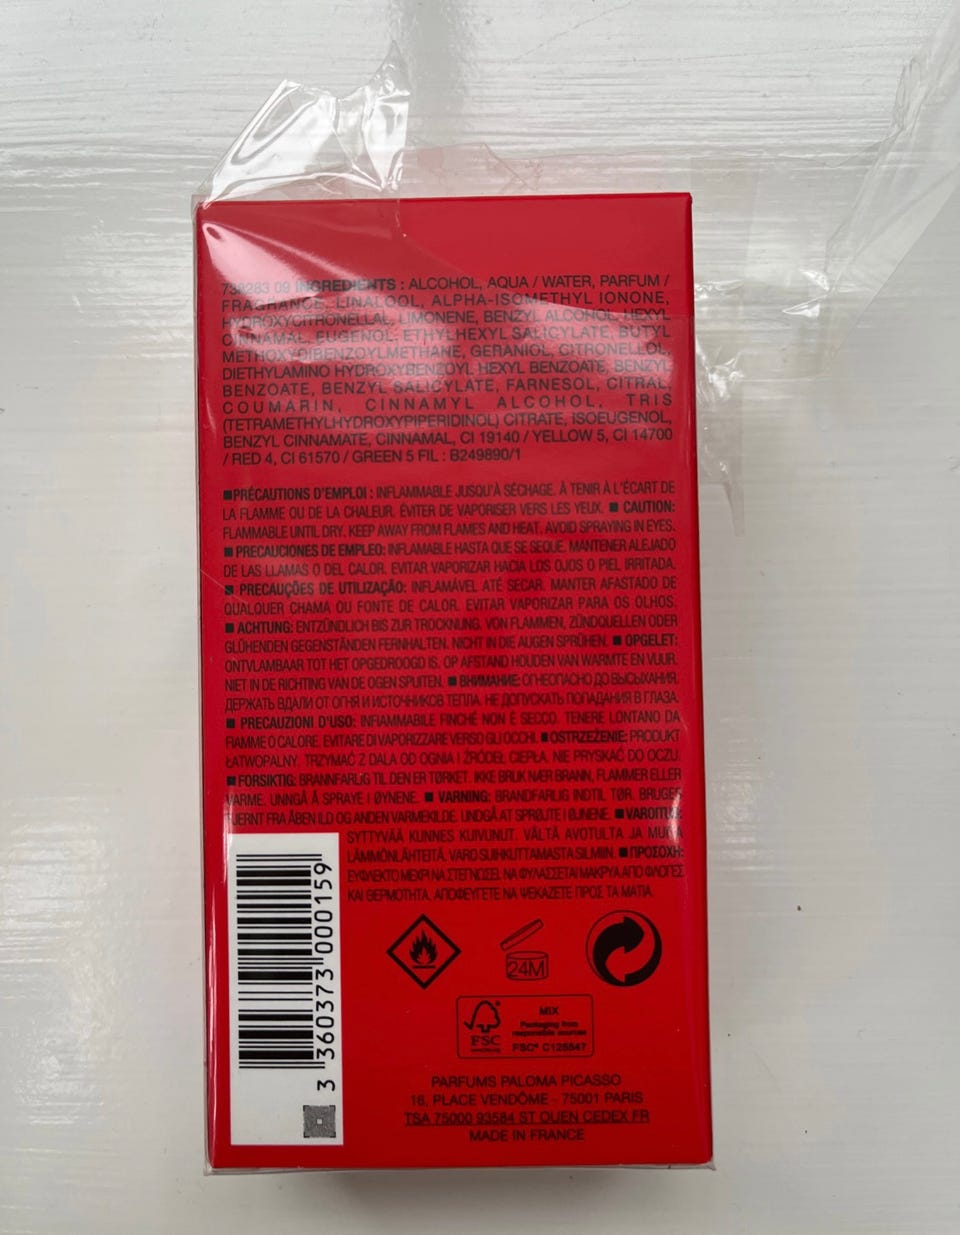 739283 09 INGREDIENTS : ALCOHOL, AQUA / WATER, PARFUM /
FRAGRANCE, LINALOOL, ALPHA-ISOMETHYL IONONE,
HYDROXYCITRONELLAL, LIMONENE, BENZYL ALCOHOL, HEXYL
CINNAMAL, EUGENOL, ETHYLHEXYL SALICYLATE, BUTYL
METHOXYDIBENZOYLMETHANE, GERANIOL, CITRONELLOL,
DIETHYLAMINO HYDROXYBENZOYL HEXYL BENZOATE, BENZYL
BENZOATE, BENZYL SALICYLATE, FARNESOL, CITRAL,
COUMARIN, CINNAMYL ALCOHOL, TRIS
(TETRAMETHYLHYDROXYPIPERIDINOL) CITRATE, ISOEUGENOL,
BENZYL CINNAMATE, CINNAMAL, CI 19140 / YELLOW 5, CI 14700
/ RED 4, CI 61570 / GREEN 5 FIL : B249890/1
■PRÉCAUTIONS D'EMPLOI : INFLAMMABLE JUSQU'À SÉCHAGE. À TENIR À L'ÉCART DE
LA FLAMME OU DE LA CHALEUR. ÉVITER DE VAPORISER VERS LES YEUX. ■ CAUTION:
FLAMMABLE UNTIL DRY. KEEP AWAY FROM FLAMES AND HEAT. AVOID SPRAYING IN EYES.
■ PRECAUCIONES DE EMPLEO: INFLAMABLE HASTA QUE SE SEQUE. MANTENER ALEJADO
DE LAS LLAMAS O DEL CALOR. EVITAR VAPORIZAR HACIA LOS OJOS O PIEL IRRITADA.
■ PRECAUÇÕES DE UTILIZAÇÃO: INFLAMÁVEL ATÉ SECAR. MANTER AFASTADO DE
QUALQUER CHAMA OU FONTE DE CALOR. EVITAR VAPORIZAR PARA OS OLHOS.
■ ACHTUNG: ENTZÜNDLICH BIS ZUR TROCKNUNG. VON FLAMMEN, ZÜNDQUELLEN ODER
GLÜHENDEN GEGENSTÄNDEN FERNHALTEN. NICHT IN DIE AUGEN SPRÜHEN. ■ OPGELET:
ONTVLAMBAAR TOT HET OPGEDROOGD IS. OP AFSTAND HOUDEN VAN WARMTE EN VUUR.
NIET IN DE RICHTING VAN DE OGEN SPUITEN. ■ ВНИМАНИЕ: ОГНЕОПАСНО ДО ВЫСЫХАНИЯ.
ДЕРЖАТЬ ВДАЛИ ОТ ОГНЯ И ИСТОЧНИКОВ ТЕПЛА. НЕ ДОПУСКАТЬ ПОПАДАНИЯ В ГЛАЗА.
■ PRECAUZIONI D'USO: INFIAMMABILE FINCHÉ NON È SECCO. TENERE LONTANO DA
FIAMME O CALORE. EVITARE DI VAPORIZZARE VERSO GLI OCCHI. ■ OSTRZEŻENIE: PRODUKT
ŁATWOPALNY. TRZYMAĆ Z DALA OD OGNIA I ŹRÓDEŁ CIEPŁA. NIE PRYSKAĆ DO OCZU.
■ FORSIKTIG: BRANNFARLIG TIL DEN ER TØRKET. IKKE BRUK NÆR BRANN, FLAMMER ELLER
VARME. UNNGÅ Å SPRAYE I ØYNENE. ■ VARNING: BRANDFARLIG INDTIL TØR. BRUGES
FJERNT FRA ÅBEN ILD OG ANDEN VARMEKILDE. UNDGÅ AT SPRØJTE I ØJNENE. ■ VAROITUS:
SYTTYVÄÄ KUNNES KUIVUNUT. VÄLTÄ AVOTULTA JA MUITA
LÄMMÖNLÄHTEITÄ. VARO SUIHKUTTAMASTA SILMIIN. ■ ΠΡΟΣΟΧΗ:
ΕΥΦΛΕΚΤΟ ΜΕΧΡΙ ΝΑ ΣΤΕΓΝΩΣΕΙ. ΝΑ ΦΥΛΑΣΣΕΤΑΙ ΜΑΚΡΥΑ ΑΠΟ ΦΛΟΓΕΣ
ΚΑΙ ΘΕΡΜΟΤΗΤΑ. ΑΠΟΦΕΥΓΕΤΕ ΝΑ ΨΕΚΑΖΕΤΕ ΠΡΟΣ ΤΑ ΜΑΤΙΑ.
3 360373 000159
24M
FSC
MIX
Packaging from
responsible sources
FSC® C125547
PARFUMS PALOMA PICASSO
16, PLACE VENDÔME - 75001 PARIS
TSA 75000 93584 ST OUEN CEDEX FR
MADE IN FRANCE